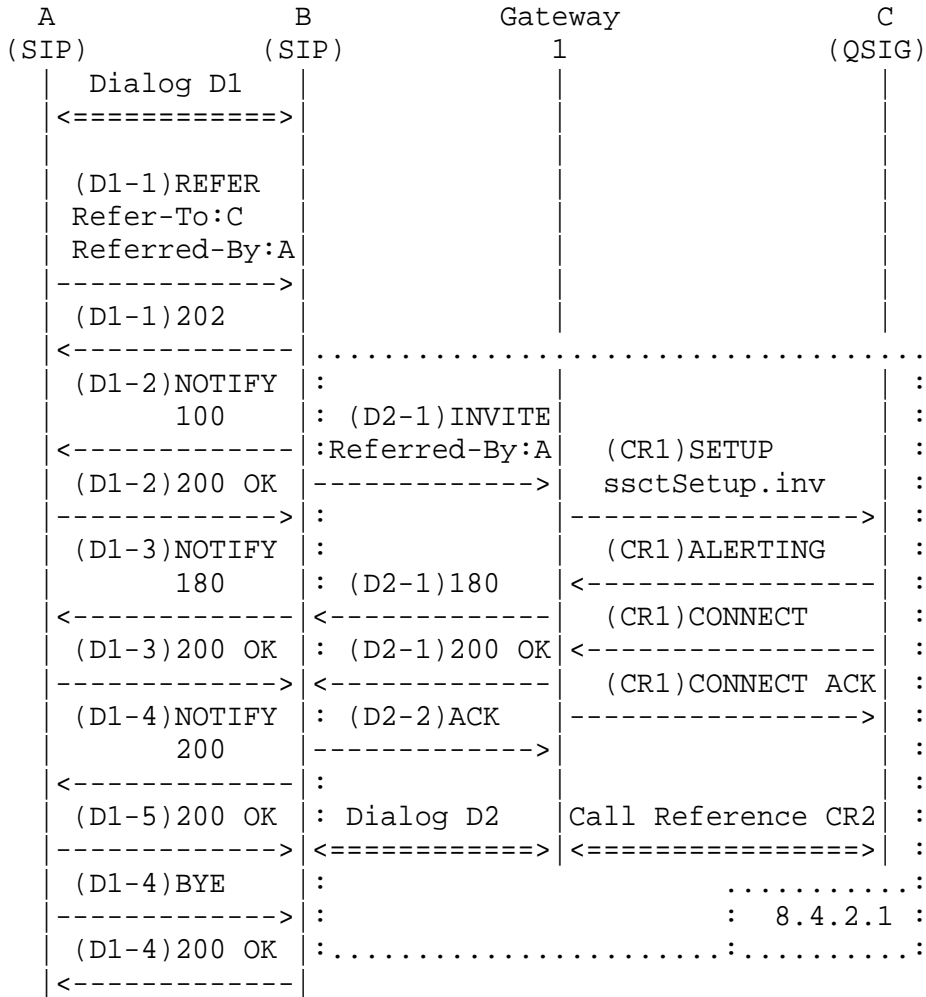 A B Gateway C
(SIP) (SIP) 1 (QSIG)
| Dialog D1 | | |
|<============>| | |
| | | |
| (D1-1)REFER | | |
| Refer-To:C | | |
| Referred-By:A| | |
|-------------> | | |
| (D1-1)202 | | |
|<-------------|....................................
| (D1-2)NOTIFY |: | | :
| 100 |: (D2-1)INVITE| | :
|<------------- |:Referred-By:A| (CR1)SETUP | :
| (D1-2)200 OK |-------------> | ssctSetup.inv | :
|------------->|: |----------------->| :
| (D1-3)NOTIFY |: | (CR1)ALERTING | :
| 180 |: (D2-1)180 |<-----------------| :
|<-------------|<------------- | (CR1)CONNECT | :
| (D1-3)200 OK |: (D2-1)200 OK|<-----------------| :
|------------->|<-------------| (CR1)CONNECT ACK| :
| (D1-4)NOTIFY |: (D2-2)ACK |----------------->| :
| 200 |-------------> | | :
|<-------------|: | | :
| (D1-5)200 OK |: Dialog D2 |Call Reference CR2| :
|------------->|<============>|<================>| :
| (D1-4)BYE |: ...........:
|------------->|: : 8.4.2.1 :
| (D1-4)200 OK |:.......................:..........:
|<-------------|